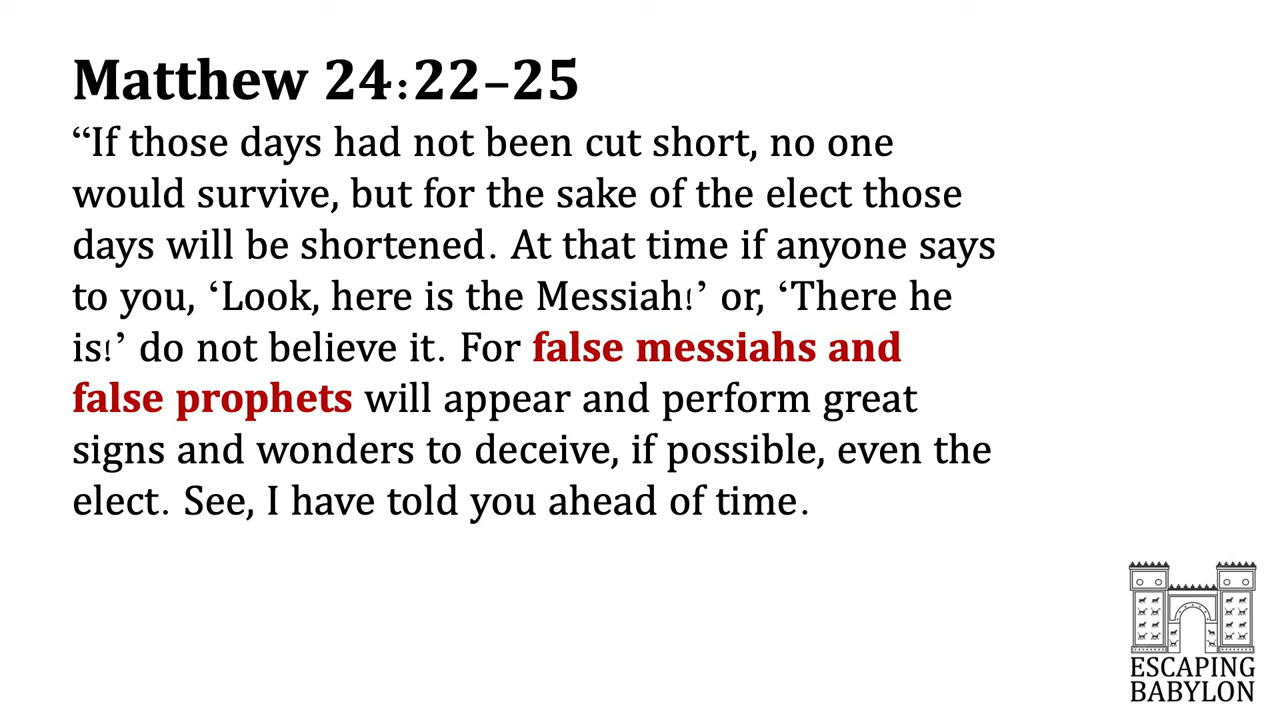 Matthew 24:22–25
“If those days had not been cut short, no one
would survive, but for the sake of the elect those
days will be shortened. At that time if anyone says
to you, ‘Look, here is the Messiah!’ or, ‘There he
is!’ do not believe it. For false messiahs and
false prophets will appear and perform great
signs and wonders to deceive, if possible, even the
elect. See, I have told you ahead of time.
ESCAPING
BABYLON